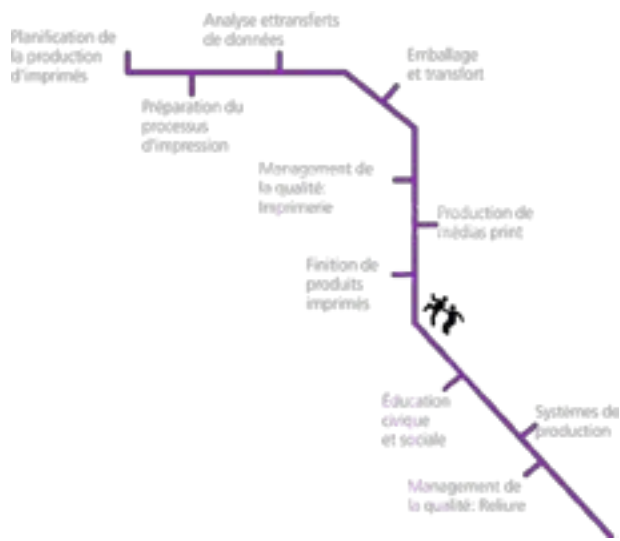 Analyse ettransferts
de données
Planification de
la production
d'imprimés
Emballage
et transfort
Préparation du
processus
d'impression
Management de
la qualité:
Imprimerie
Production de
médias print
Finition de
produits
imprimés
Éducation
civique
et sociale
Systèmes de
production
Management de
la qualité: Reliure